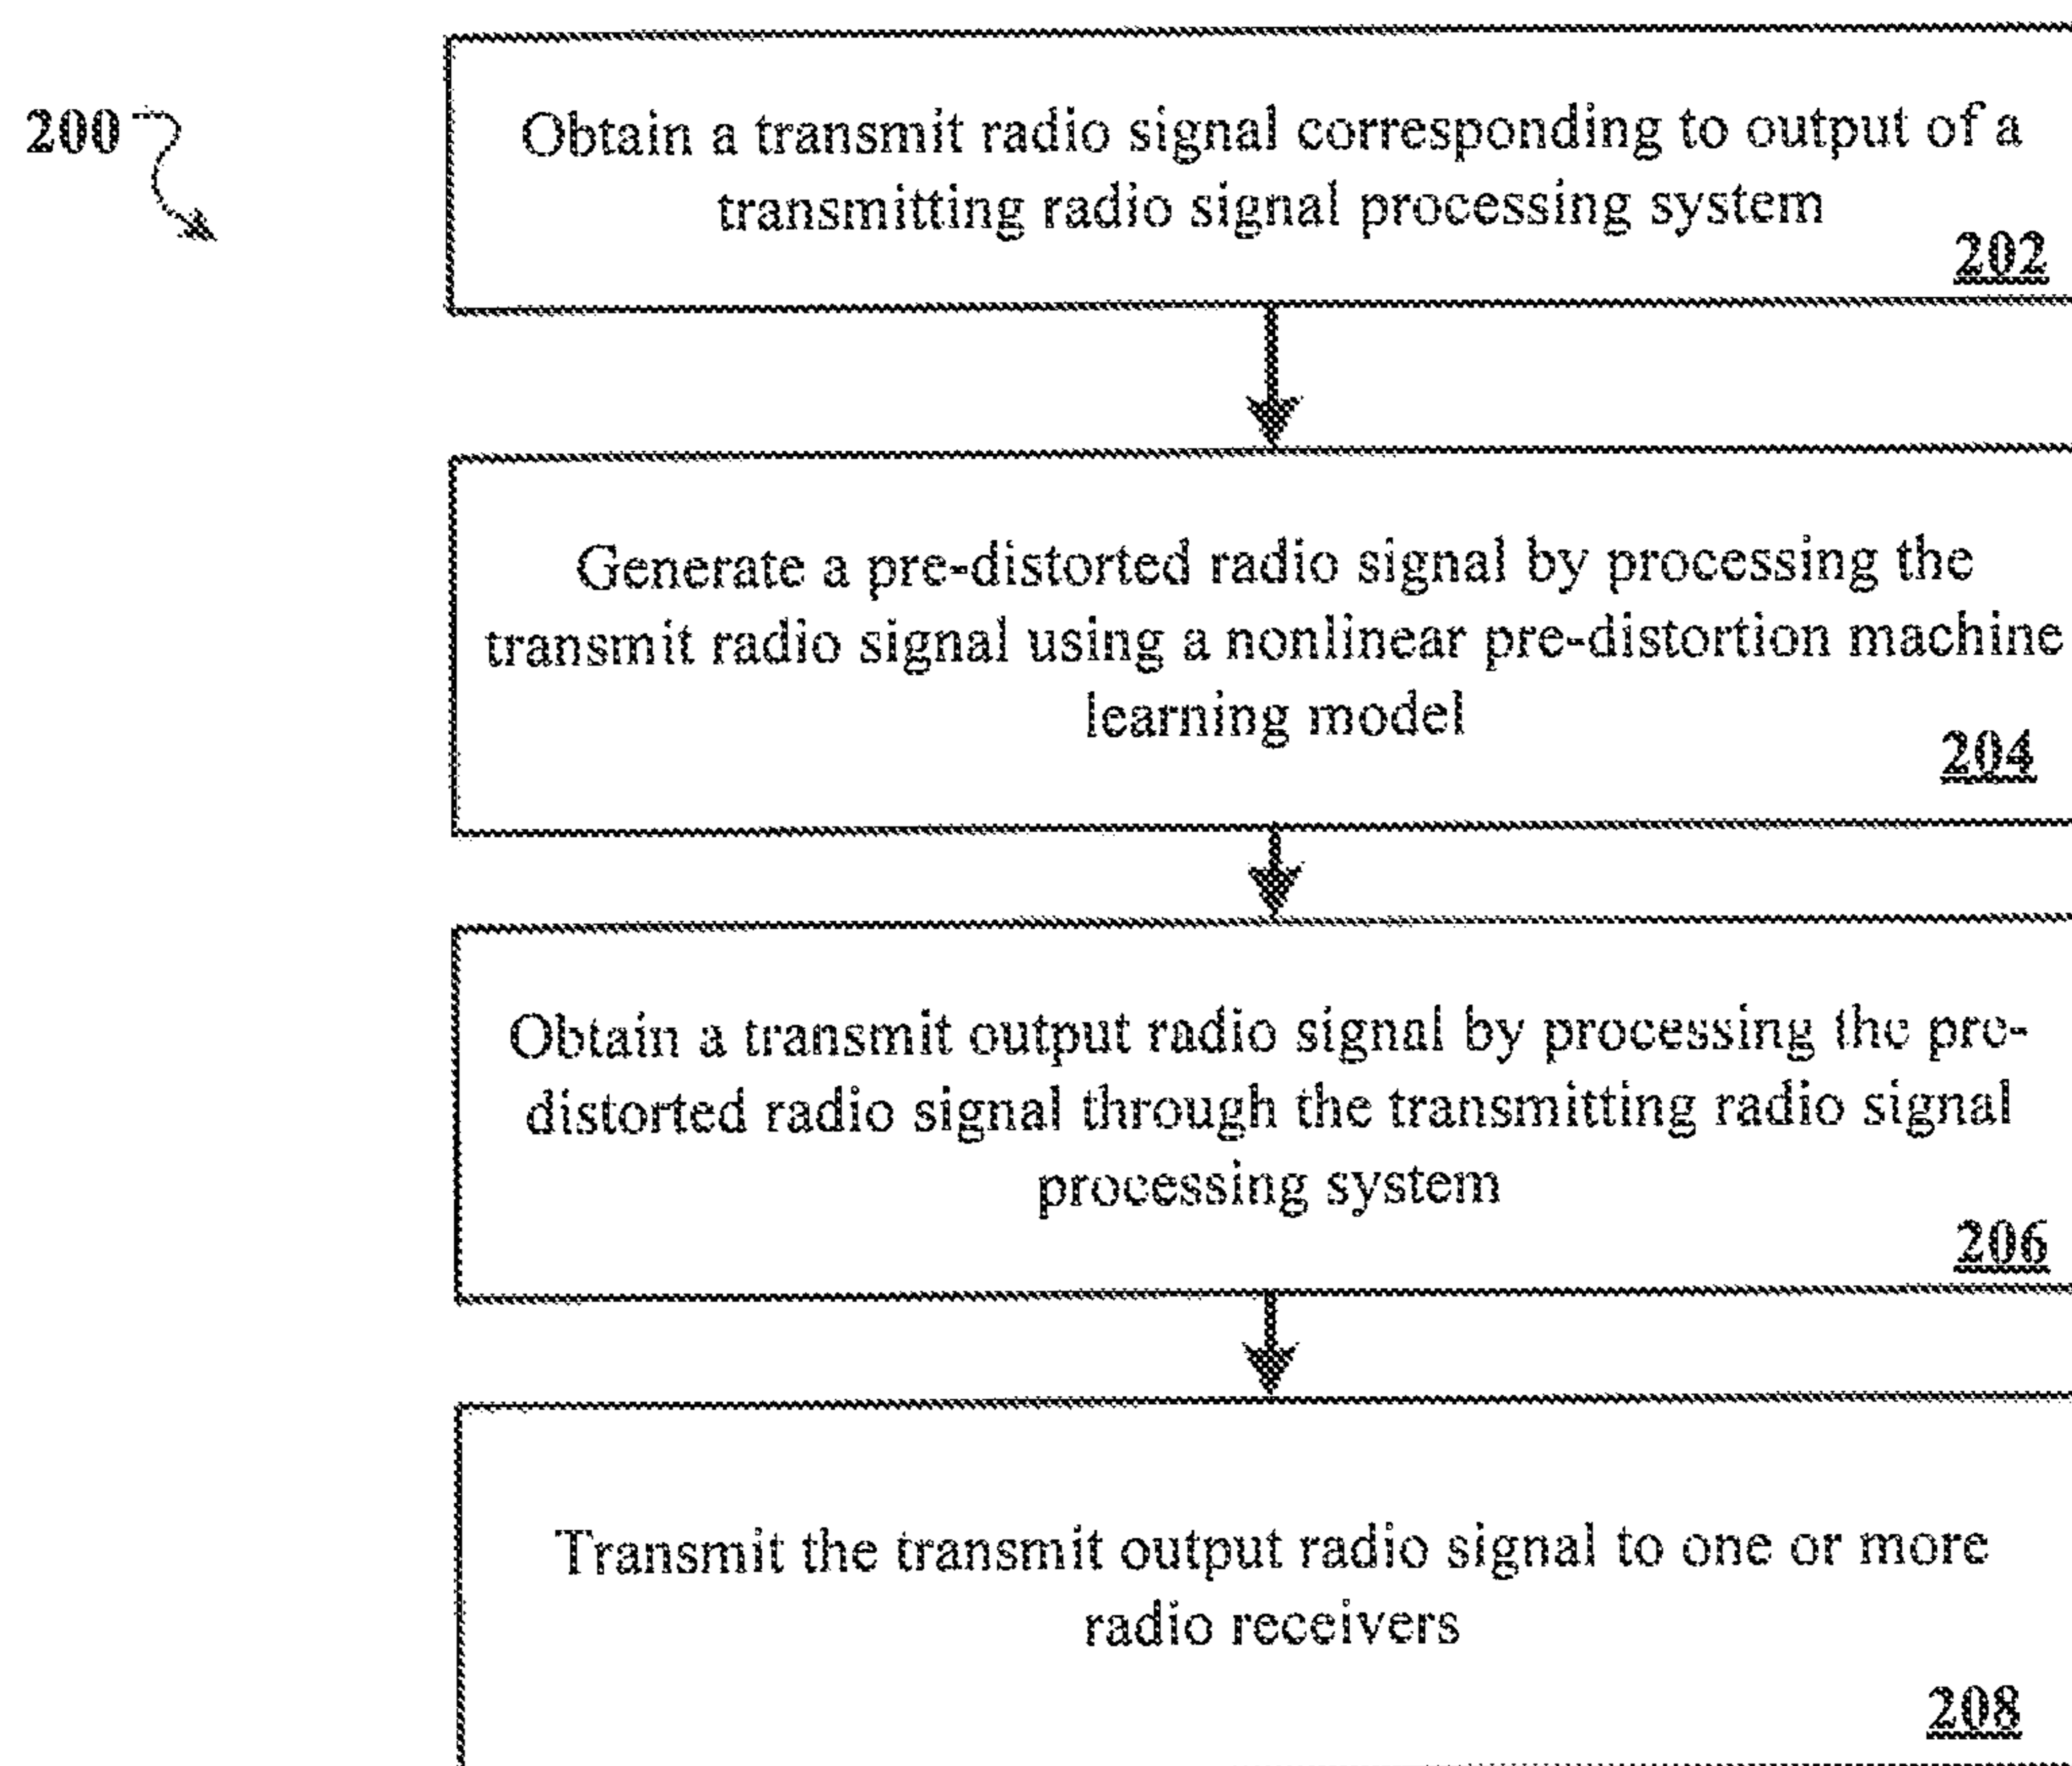 200
Obtain a transmit radio signal corresponding to output of a
transmitting radio signal processing system
202
Generate a pre-distorted radio signal by processing the
transmit radio signal using a nonlinear pre-distortion machine
learning model
204
Obtain a transmit output radio signal by processing the pre-
distorted radio signal through the transmitting radio signal
processing system
206
Transmit the transmit output radio signal to one or more
radio receivers
208